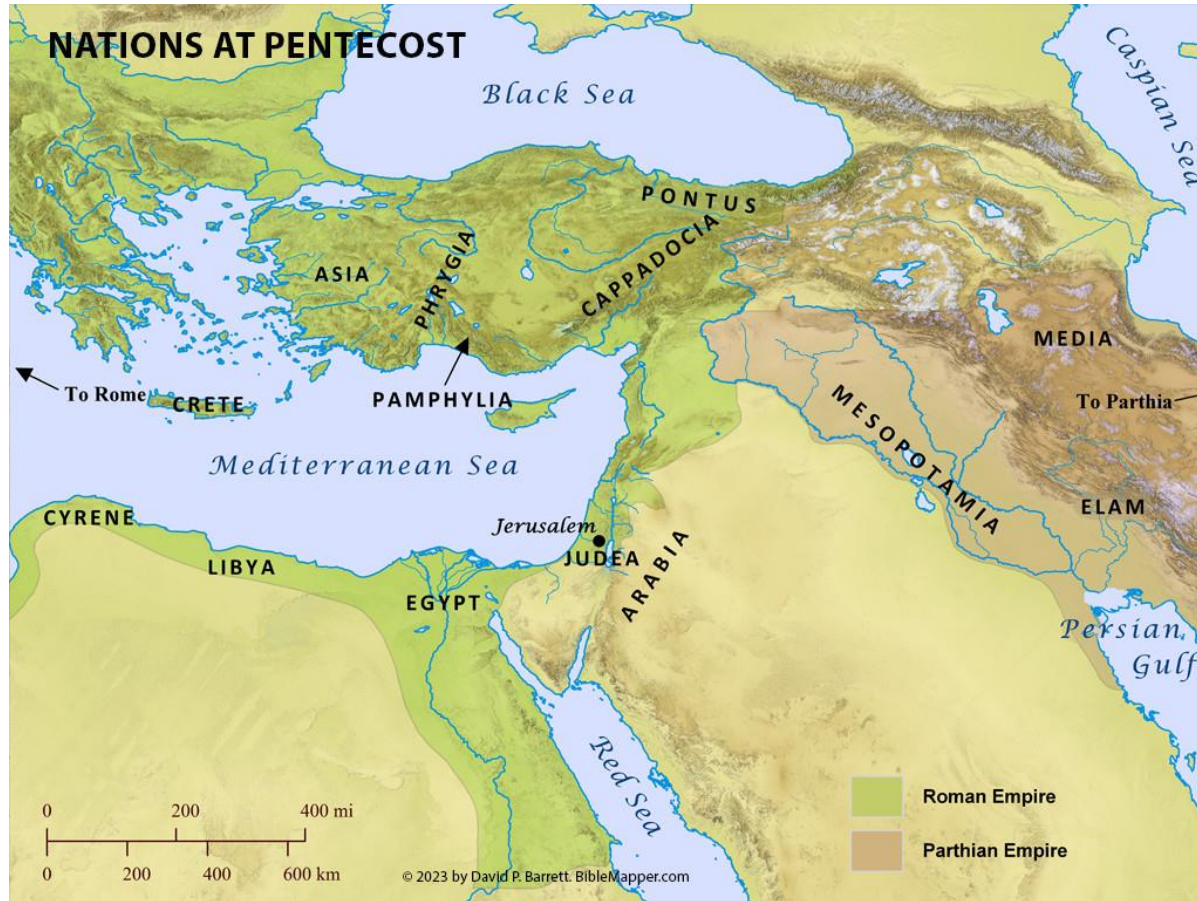 NATIONS AT PENTECOST
Black Sea
Caspian Sea
PONTUS
CAPPADOCIA
PHRYGIA
ASIA
MEDIA
To Rome
CRETE
PAMPHYLIA
To Parthia
MESOPOTAMIA
Mediterranean Sea
ELAM
CYRENE
Jerusalem
JUDEA
LIBYA
ARABIA
EGYPT
Persian
Gulf
Red Sea
Roman Empire
Parthian Empire
0 200 400 mi
0 200 400 600 km
© 2023 by David P. Barrett. BibleMapper.com